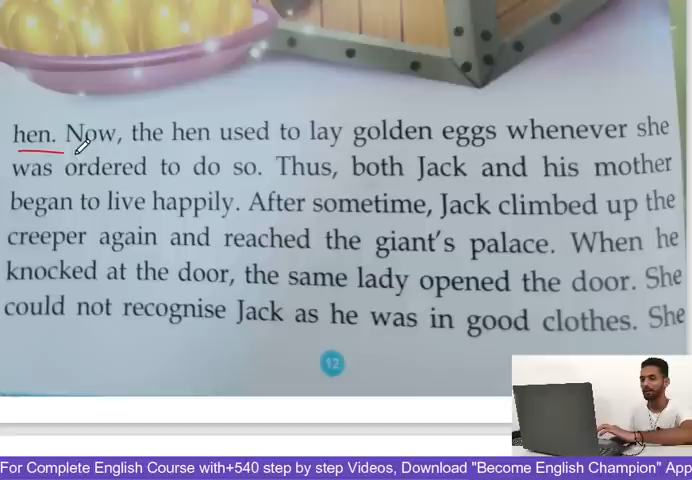 hen. Now, the hen used to lay golden eggs whenever she
was ordered to do so. Thus, both Jack and his mother
began to live happily. After sometime, Jack climbed up the
creeper again and reached the giant's palace. When he
knocked at the door, the same lady opened the door. She
could not recognise Jack as he was in good clothes. She
12
For Complete English Course with+540 step by step Videos, Download "Become English Champion" App